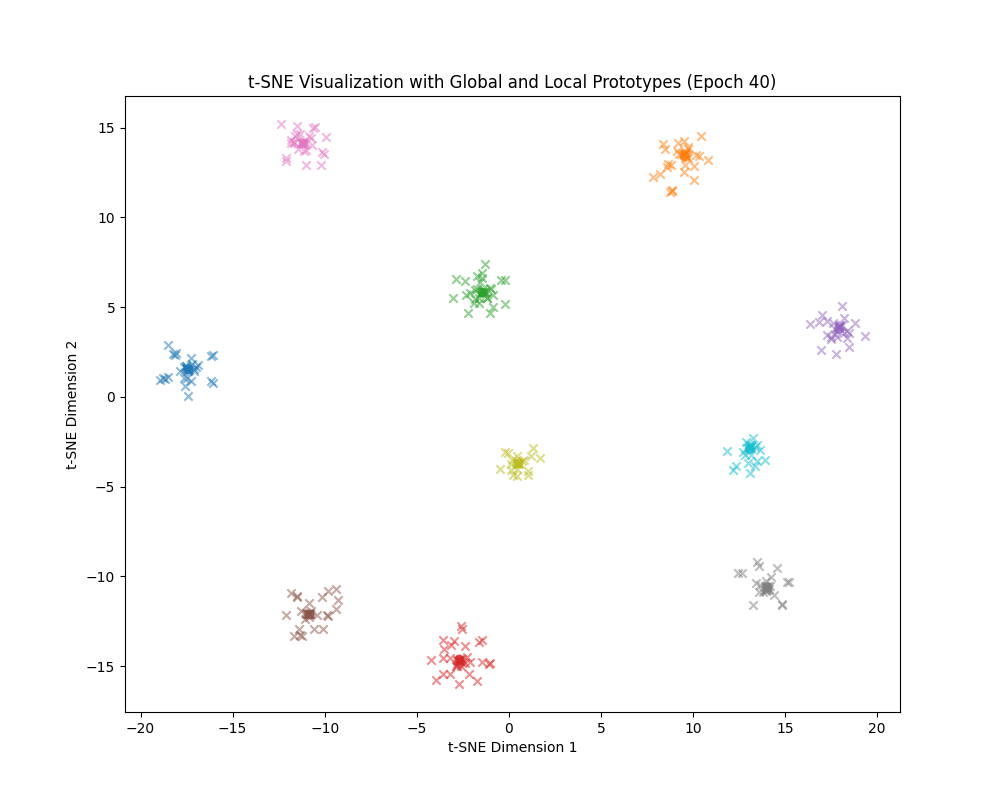 t-SNE Visualization with Global and Local Prototypes (Epoch 40)
15
10
5
0
−5
−10
−15
t-SNE Dimension 2
−20 −15 −10 −5 0 5 10 15 20
t-SNE Dimension 1